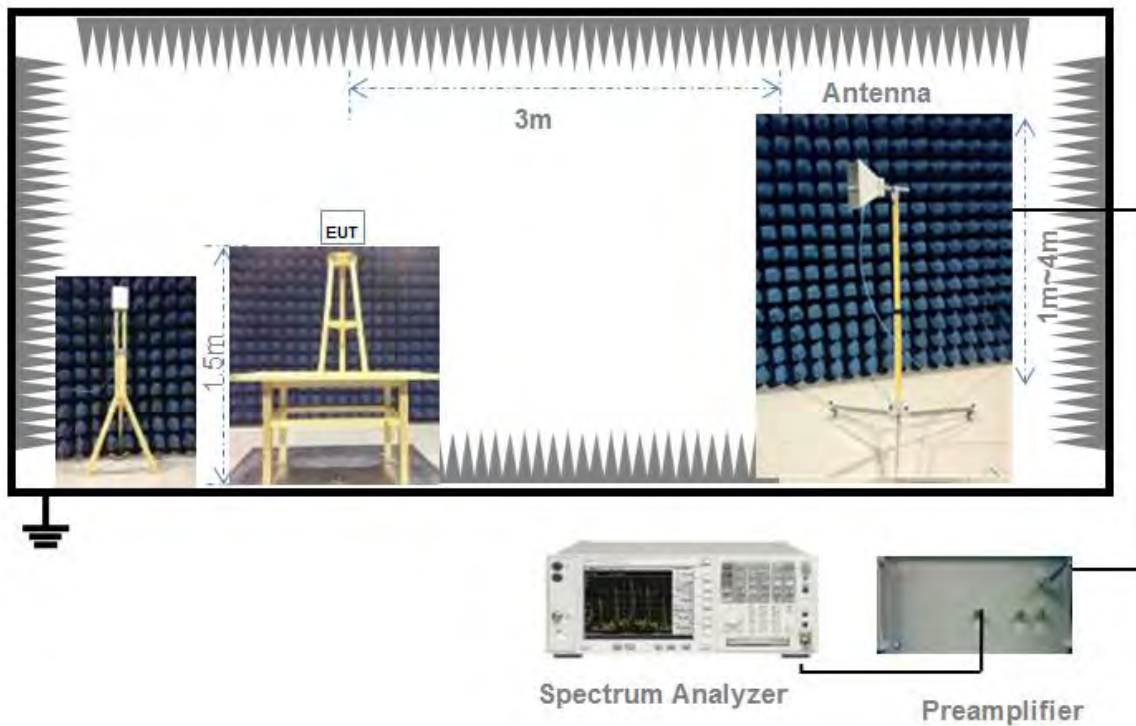 3m
Antenna
EUT
1.5m
1m~4m
Spectrum Analyzer
Preamplifier